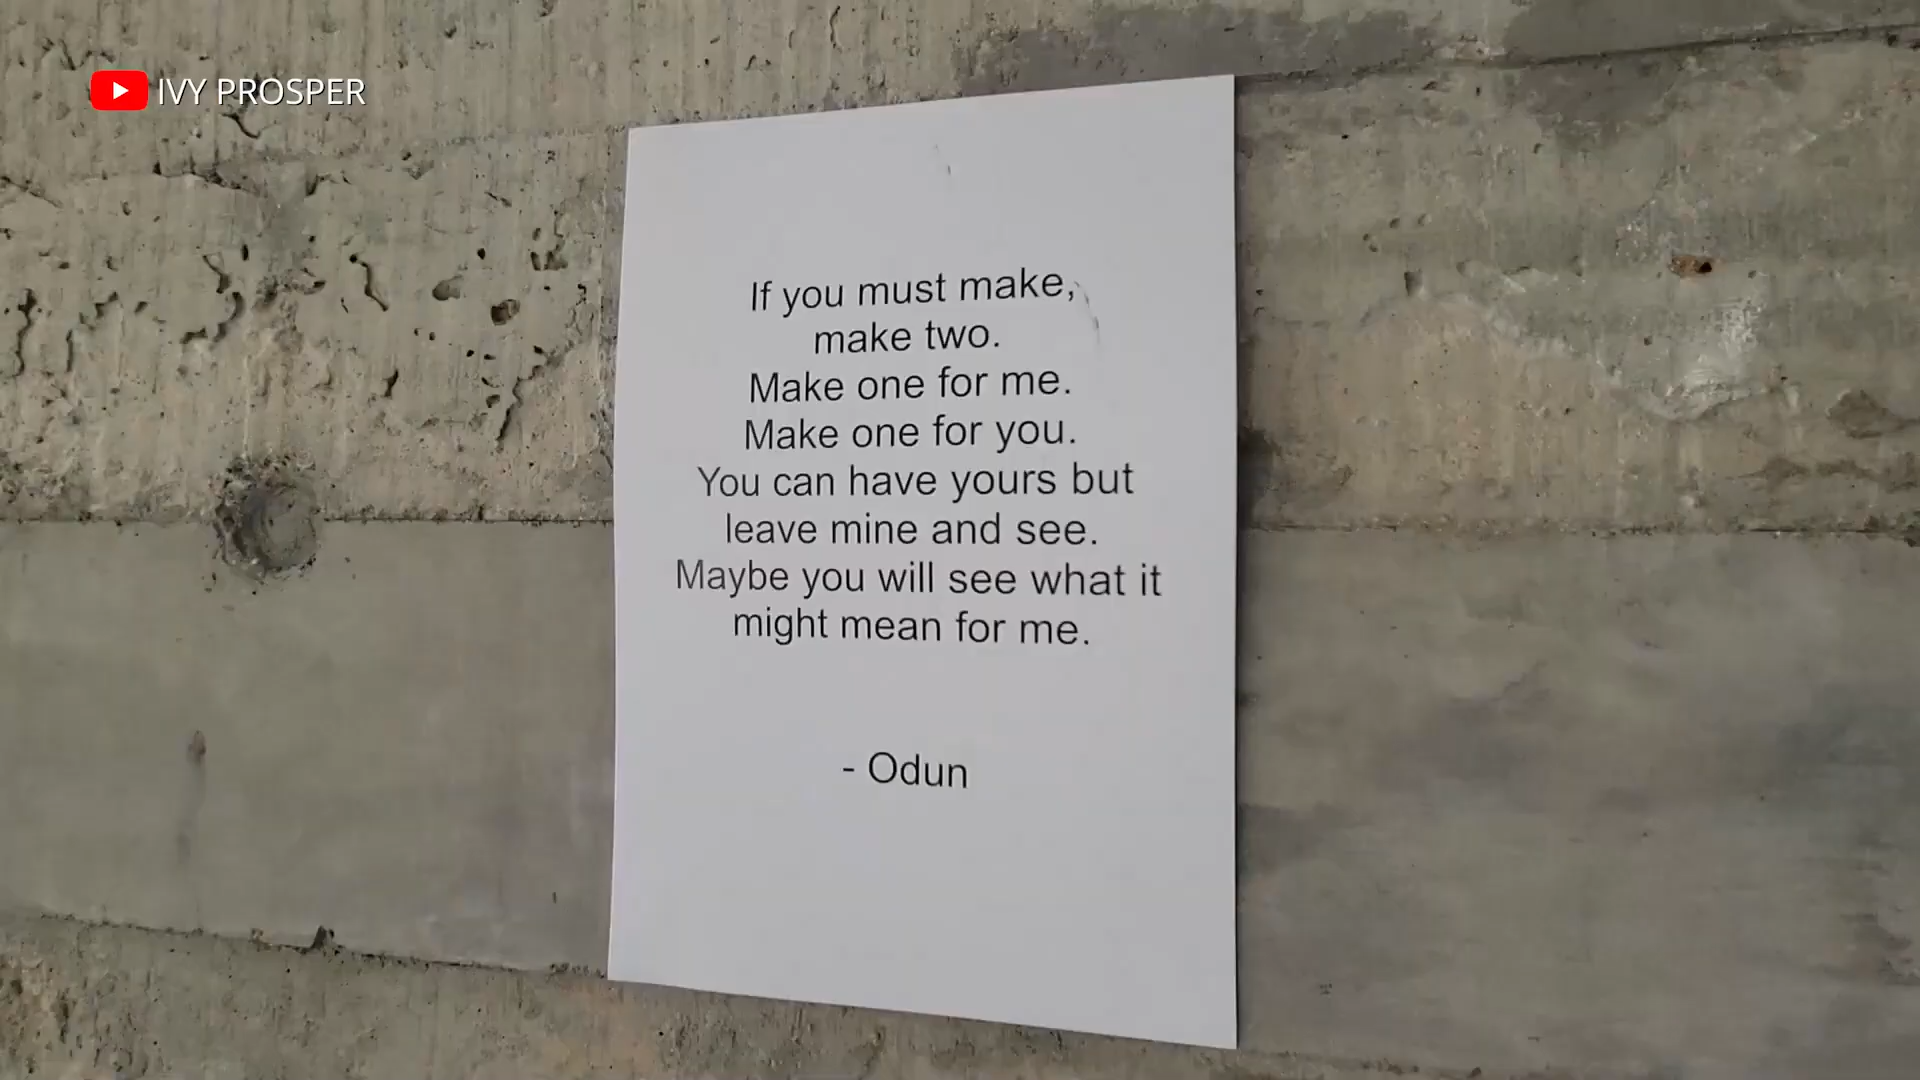 IVY PROSPER
If you must make,
make two.
Make one for me.
Make one for you.
You can have yours but
leave mine and see.
Maybe you will see what it
might mean for me.
- Odun